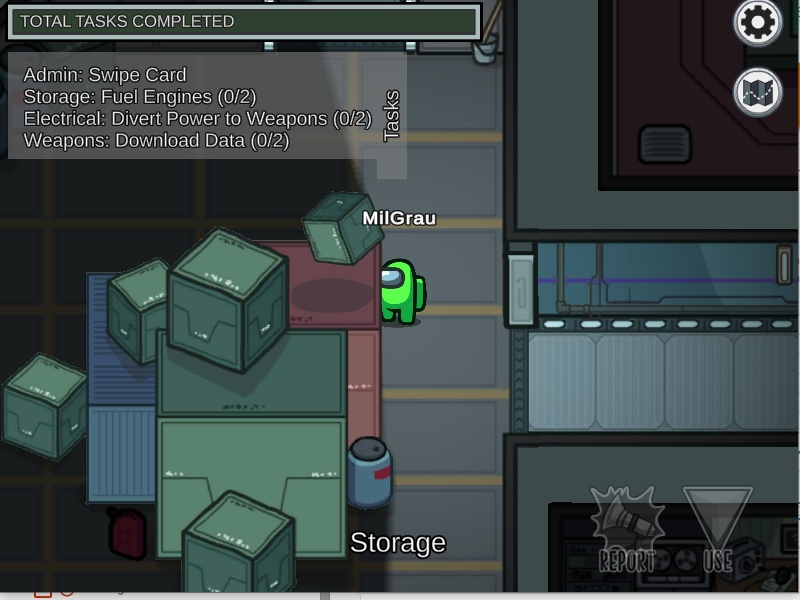 TOTAL TASKS COMPLETED
Admin: Swipe Card
Storage: Fuel Engines (0/2)
Electrical: Divert Power to Weapons (0/2)
Weapons: Download Data (0/2)
Tasks
MilGrau
Storage
REPORT
USE